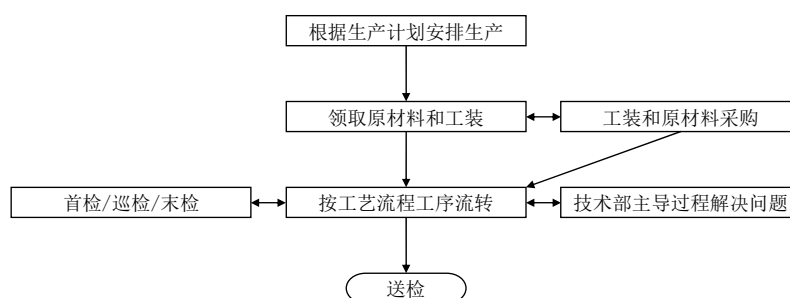 根据生产计划安排生产
领取原材料和工装
工装和原材料采购
首检/巡检/末检
按工艺流程工序流转
技术部主导过程解决问题
送检